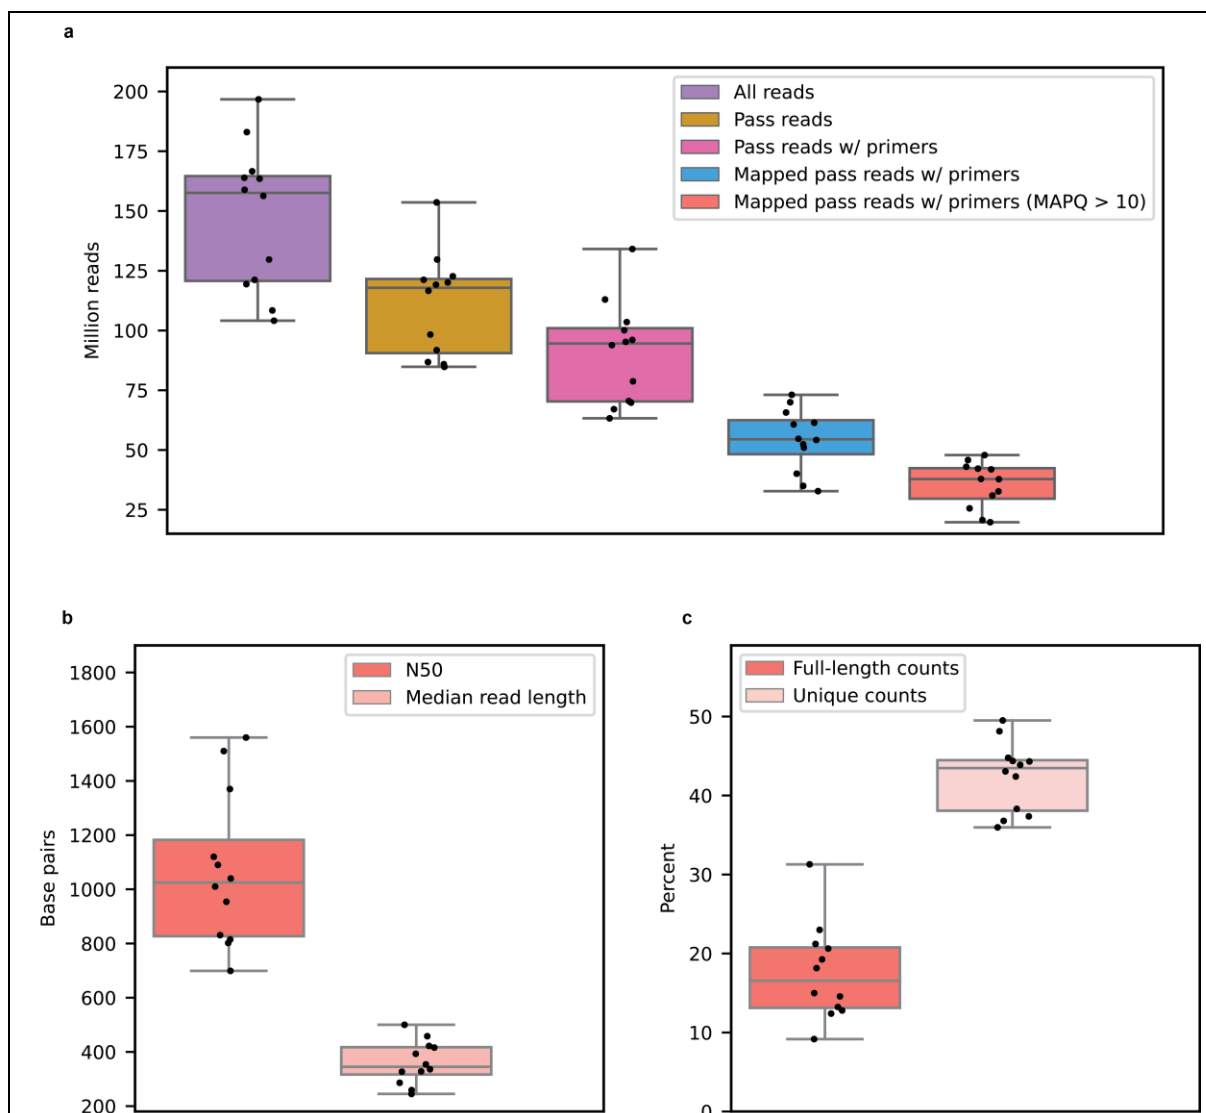 a
200
175
150
125
100
75
50
25
Million reads
All reads
Pass reads
Pass reads w/ primers
Mapped pass reads w/ primers
Mapped pass reads w/ primers (MAPQ > 10)
b
1800
1600
1400
1200
1000
800
600
400
200
Base pairs
N50
Median read length
c
50
40
30
20
10
0
Percent
Full-length counts
Unique counts